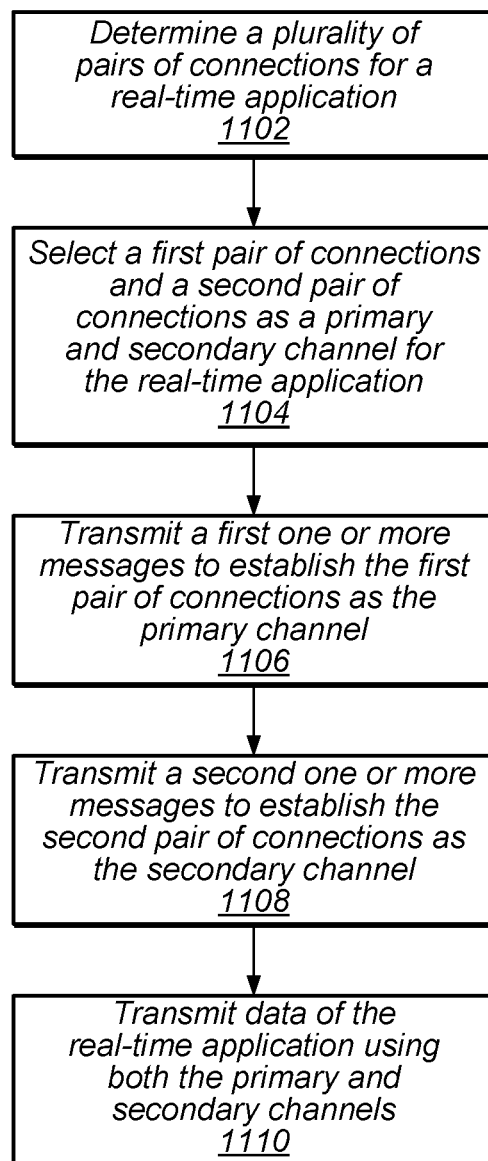 Determine a plurality of
pairs of connections for a
real-time application
1102
Select a first pair of connections
and a second pair of
connections as a primary
and secondary channel for
the real-time application
1104
Transmit a first one or more
messages to establish the first
pair of connections as the
primary channel
1106
Transmit a second one or more
messages to establish the
second pair of connections as
the secondary channel
1108
Transmit data of the
real-time application using
both the primary and
secondary channels
1110